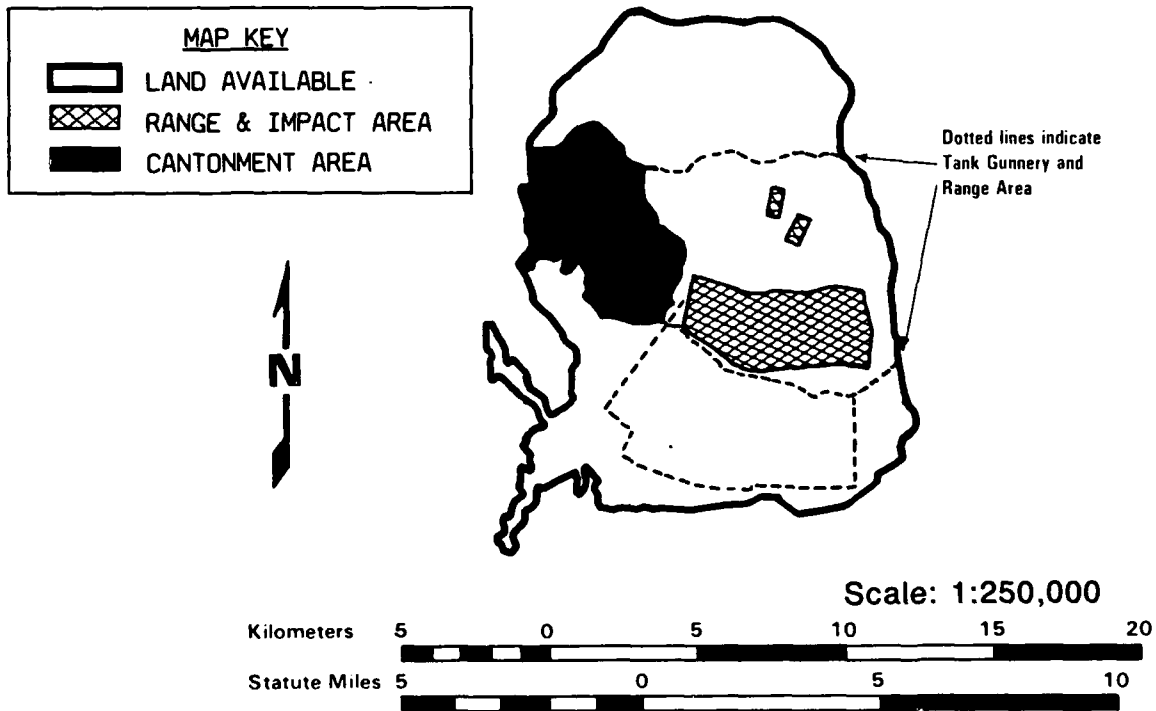 MAP KEY
LAND AVAILABLE
RANGE & IMPACT AREA
CANTONMENT AREA
Dotted lines indicate
Tank Gunnery and
Range Area
N
Scale: 1:250,000
Kilometers 5 0 5 10 15 20
Statute Miles 5 0 5 10